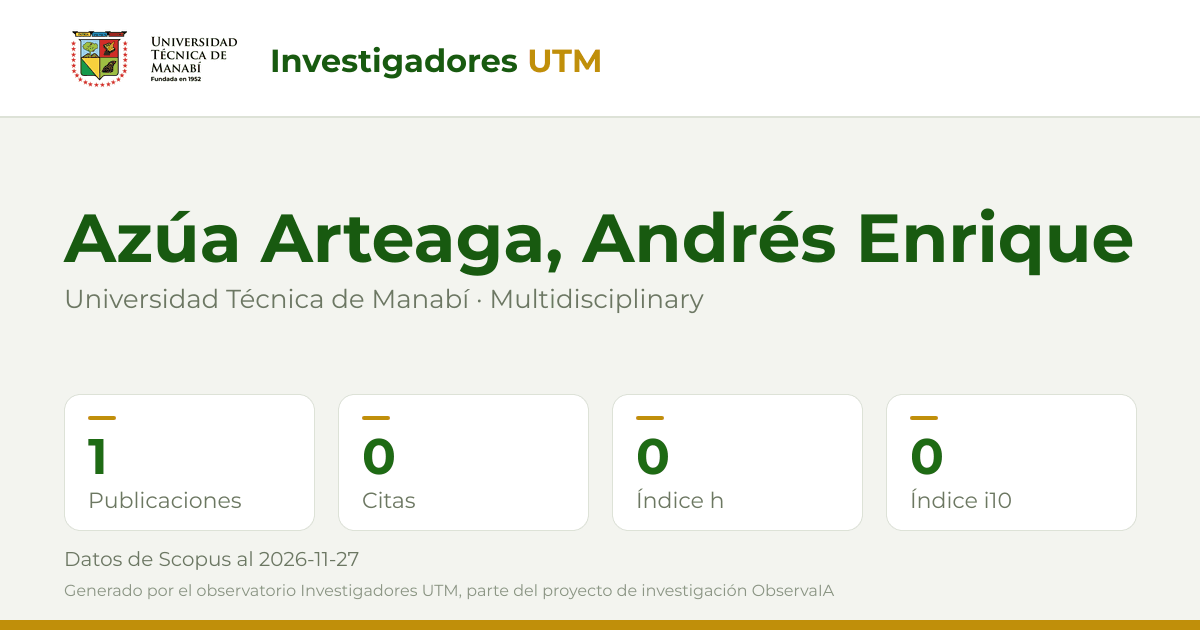 UNIVERSIDAD
TÉCNICA DE
MANABÍ
Fundada en 1952
Investigadores UTM
Azúa Arteaga, Andrés Enrique
Universidad Técnica de Manabí · Multidisciplinary
1
Publicaciones
0
Citas
0
Índice h
0
Índice i10
Datos de Scopus al 2026-11-27
Generado por el observatorio Investigadores UTM, parte del proyecto de investigación ObservaIA